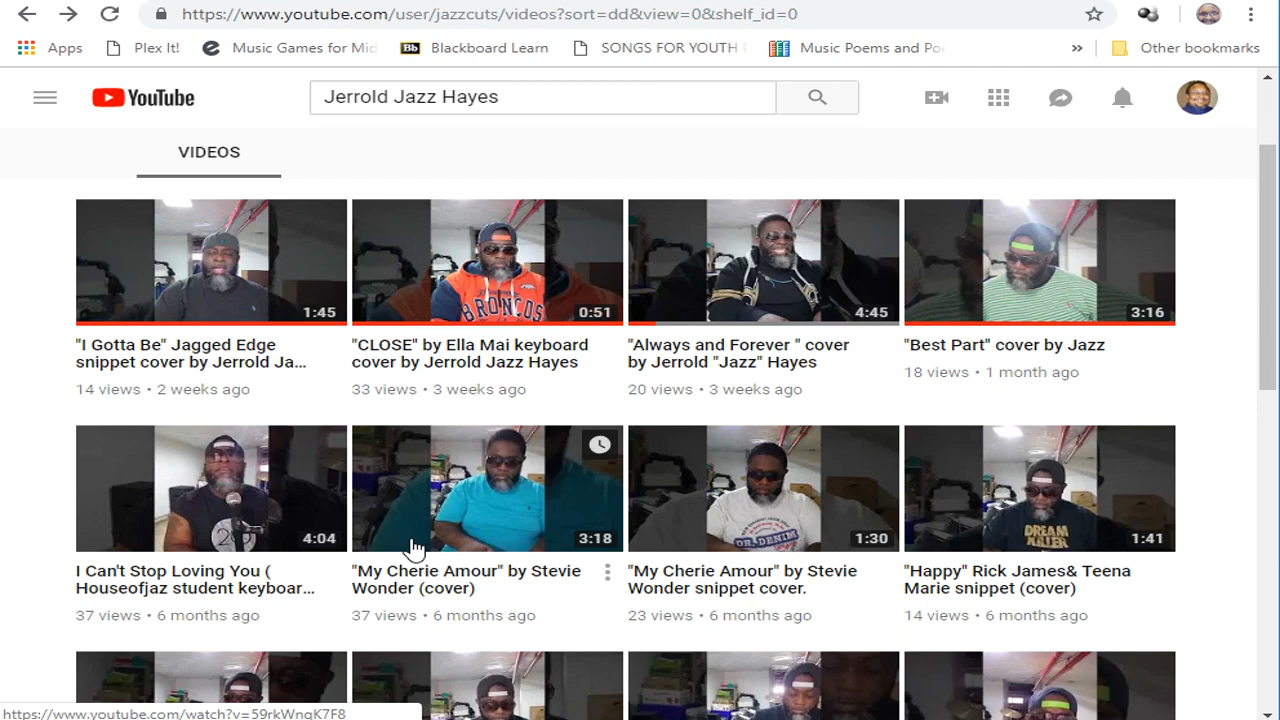 https://www.youtube.com/user/jazzcuts/videos?sort=dd&view=0&shelf_id=0
Apps Plex It! Music Games for Mid Blackboard Learn SONGS FOR YOUTH Music Poems and Po » Other bookmarks
YouTube Jerrold Jazz Hayes
VIDEOS
BRONCOS
1:45 0:51 4:45 3:16
"I Gotta Be" Jagged Edge
snippet cover by Jerrold Ja...
14 views • 2 weeks ago
"CLOSE" by Ella Mai keyboard
cover by Jerrold Jazz Hayes
33 views • 3 weeks ago
"Always and Forever " cover
by Jerrold "Jazz" Hayes
20 views • 3 weeks ago
"Best Part" cover by Jazz
18 views • 1 month ago
DR. DENIM
DREAM
KILLER
4:04 3:18 1:30 1:41
I Can't Stop Loving You (
Houseofjaz student keyboar...
37 views • 6 months ago
"My Cherie Amour" by Stevie
Wonder (cover)
37 views • 6 months ago
"My Cherie Amour" by Stevie
Wonder snippet cover.
23 views • 6 months ago
"Happy" Rick James& Teena
Marie snippet (cover)
14 views • 6 months ago
https://www.youtube.com/watch?v=59rkWnqK7F8